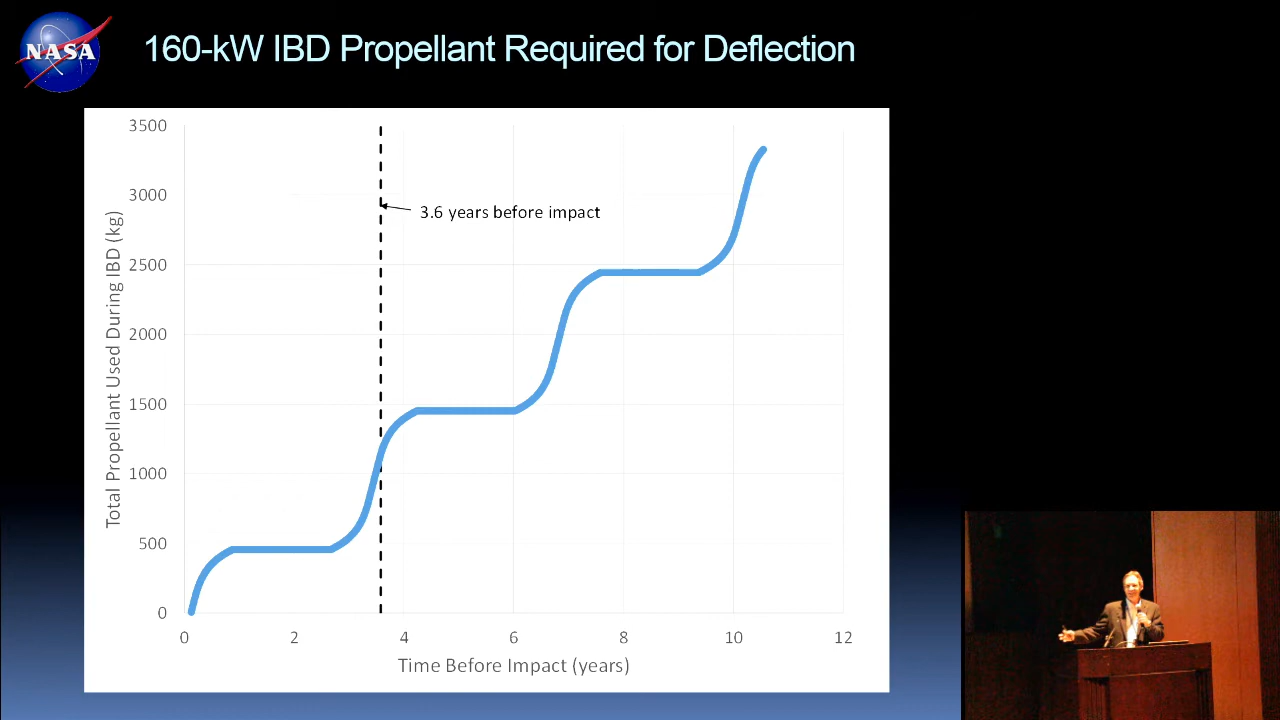 NASA
160-kW IBD Propellant Required for Deflection
3500
3000
2500
2000
1500
1000
500
0
Total Propellant Used During IBD (kg)
3.6 years before impact
0 2 4 6 8 10 12
Time Before Impact (years)